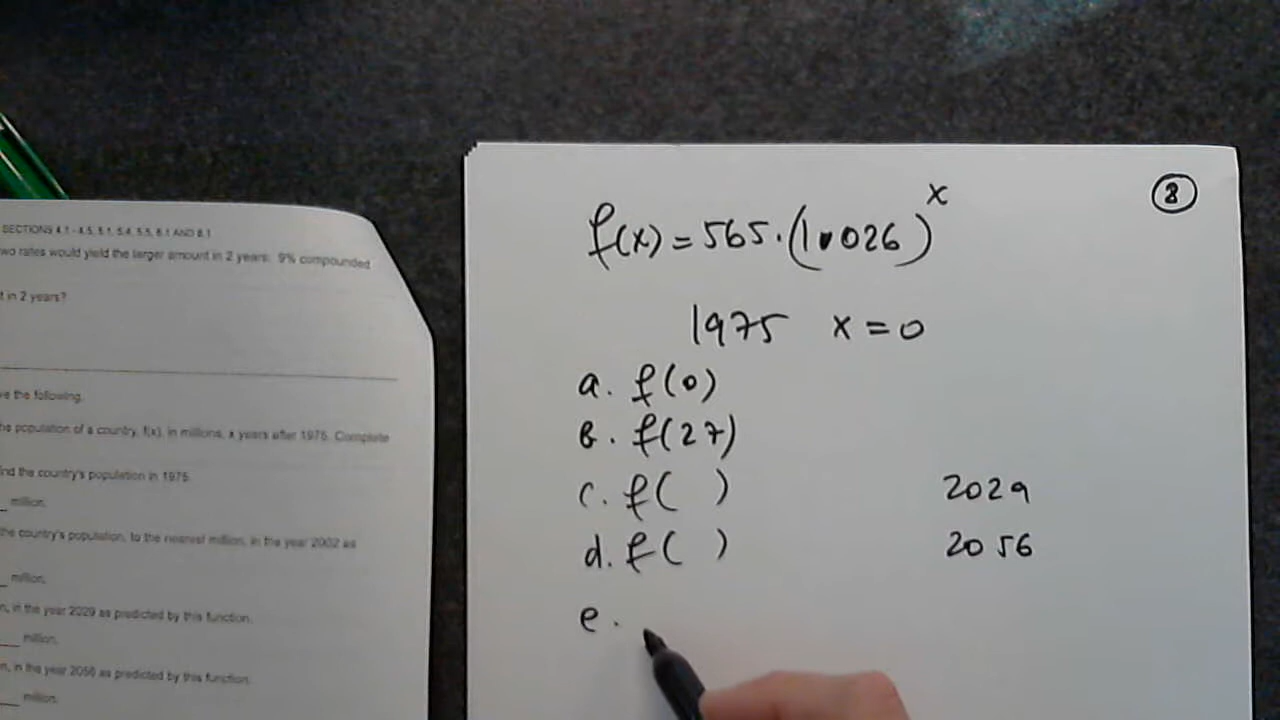 SECTIONS 4.1 - 4.5, 5.1, 5.4, 5.5, 6.1 AND 8.1
two rates would yield the larger amount in 2 years: 9% compounded
t in 2 years?
ve the following.
he population of a country, f(x), in millions, x years after 1975. Complete
ind the country's population in 1975.
million.
the country's population, to the nearest million, in the year 2002 as
million.
n, in the year 2029 as predicted by this function.
million.
n, in the year 2056 as predicted by this function.
million.
8
f(x) = 565 · (1.026)^x
1975 x = 0
a. f(0)
b. f(27)
c. f( ) 2029
d. f( ) 2056
e.